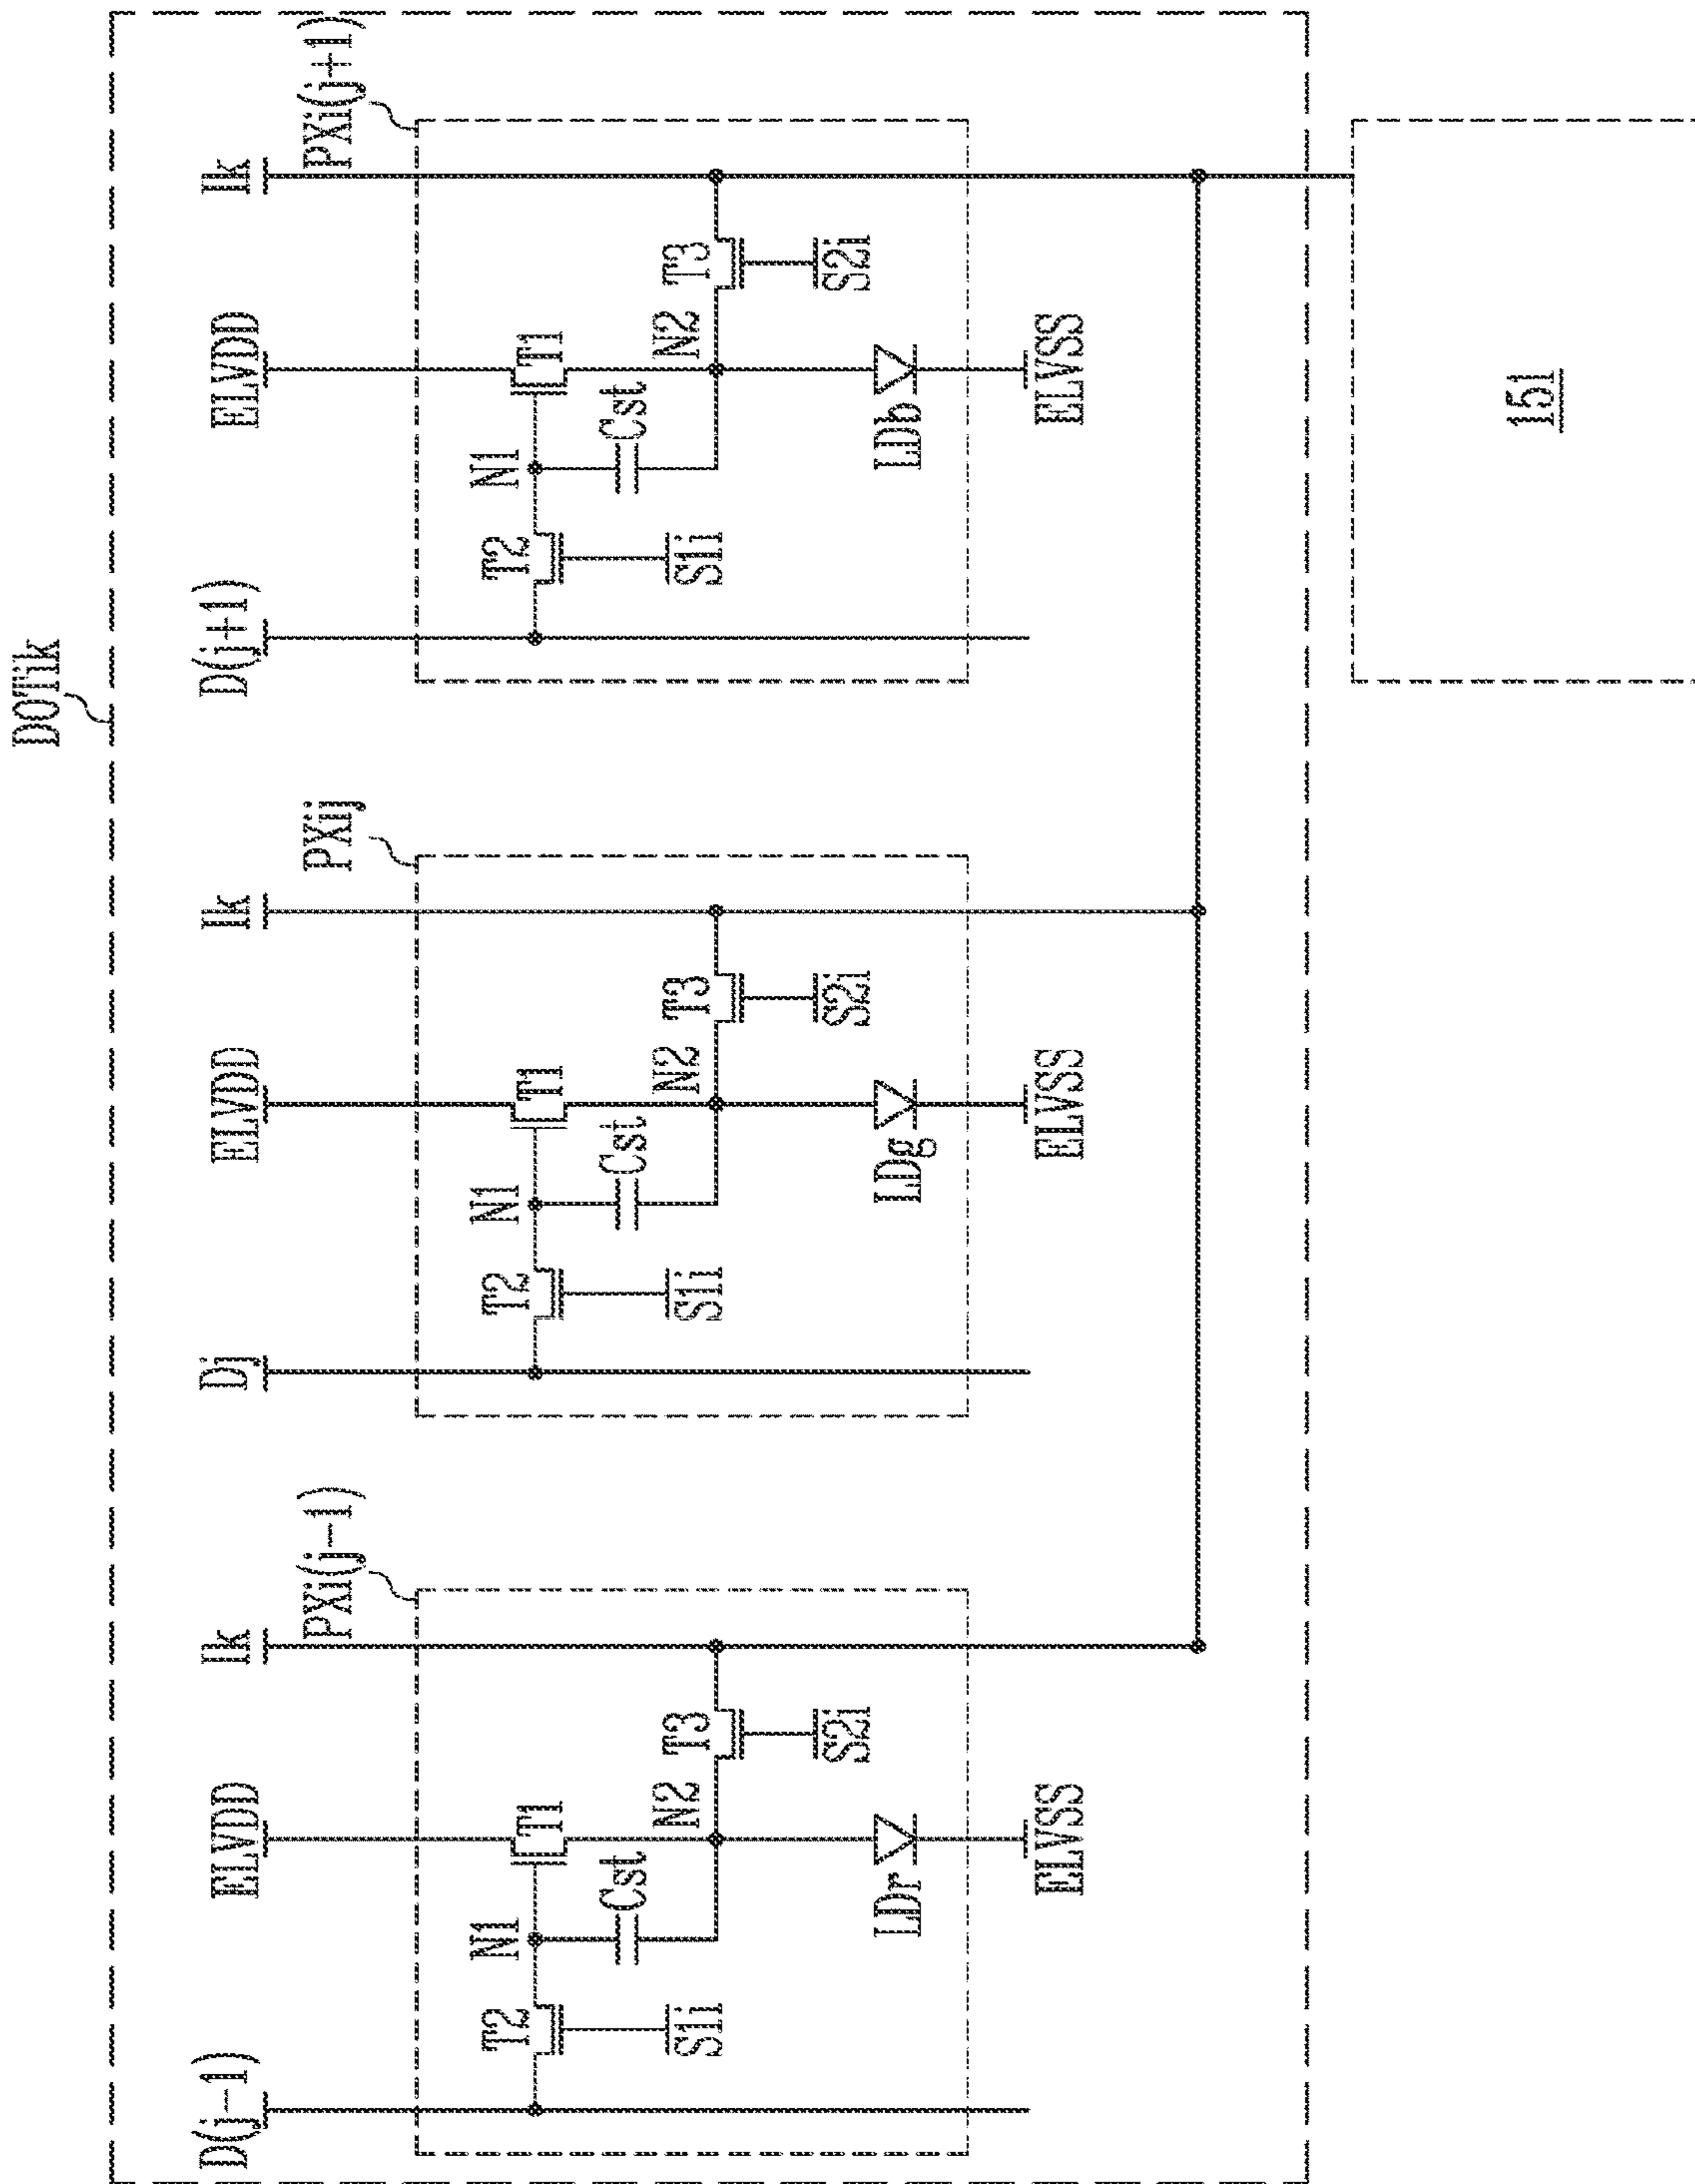 DOTik
D(j-1)
ELVDD
Ik
PXi(j-1)
T2
N1
T1
Cst
N2
T3
S1i
S2i
LDr
ELVSS
Dj
ELVDD
Ik
PXij
T2
N1
T1
Cst
N2
T3
S1i
S2i
LDg
ELVSS
D(j+1)
ELVDD
Ik
PXi(j+1)
T2
N1
T1
Cst
N2
T3
S1i
S2i
LDb
ELVSS
151